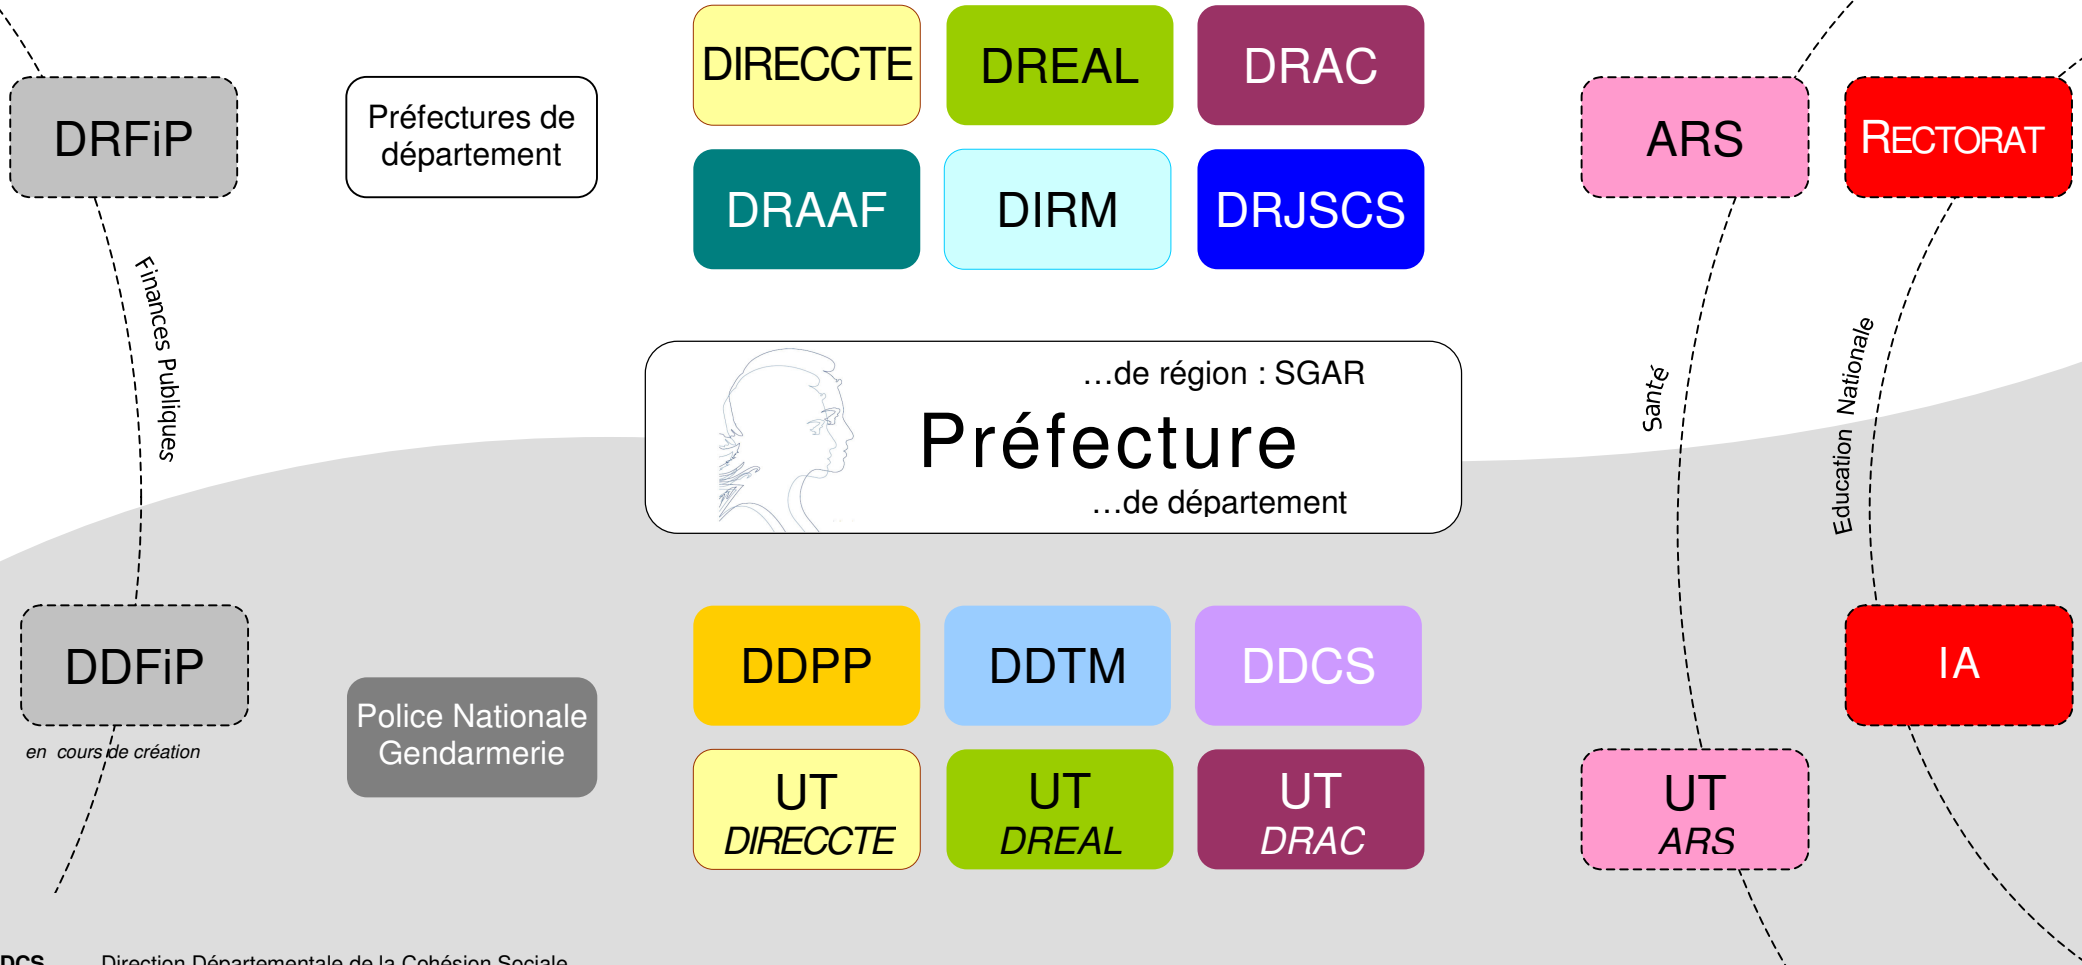 DIRECCTE
DREAL
DRAC
DRFiP
Préfectures de
département
ARS
RECTORAT
DRAAF
DIRM
DRJSCS
Finances Publiques
Santé
Education Nationale
…de région : SGAR
Préfecture
…de département
DDFiP
en cours de création
Police Nationale
Gendarmerie
DDPP
DDTM
DDCS
IA
UT
DIRECCTE
UT
DREAL
UT
DRAC
UT
ARS
DCS Direction Départementale de la Cohésion Sociale